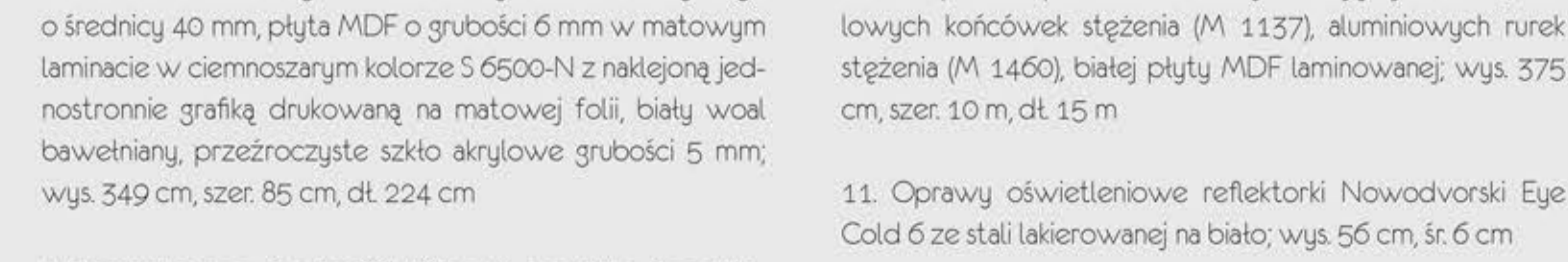 o średnicy 40 mm, płyta MDF o grubości 6 mm w matowym
laminacie w ciemnoszarym kolorze S 6500-N z naklejoną jed-
nostronnie grafiką drukowaną na matowej folii, biały woal
bawełniany, przeźroczyste szkło akrylowe grubości 5 mm;
wys. 349 cm, szer. 85 cm, dł. 224 cm
lowych końcówek stężenia (M 1137), aluminiowych rurek
stężenia (M 1460), białej płyty MDF laminowanej; wys. 375
cm, szer. 10 m, dł. 15 m
11. Oprawy oświetleniowe reflektorki Nowodvorski Eye
Cold 6 ze stali lakierowanej na biało; wys. 56 cm, śr. 6 cm